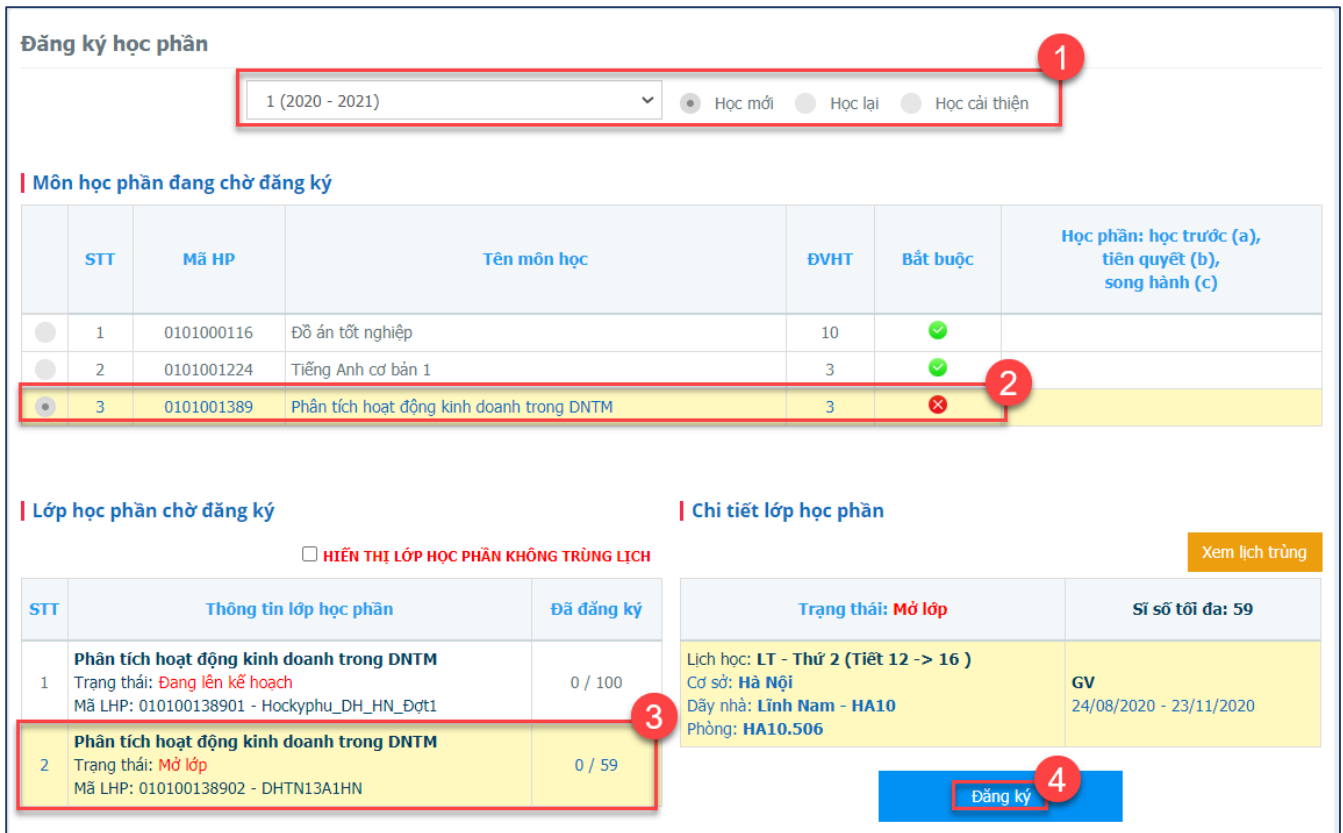 Đăng ký học phần
1
1 (2020 - 2021) Học mới Học lại Học cải thiện
Môn học phần đang chờ đăng ký
STT Mã HP Tên môn học ĐVHT Bắt buộc Học phần: học trước (a),
tiên quyết (b),
song hành (c)
1 0101000116 Đồ án tốt nghiệp 10
2 0101001224 Tiếng Anh cơ bản 1 3
2
3 0101001389 Phân tích hoạt động kinh doanh trong DNTM 3
Lớp học phần chờ đăng ký
HIỂN THỊ LỚP HỌC PHẦN KHÔNG TRÙNG LỊCH
STT Thông tin lớp học phần Đã đăng ký
Phân tích hoạt động kinh doanh trong DNTM
1 Trạng thái: Đang lên kế hoạch 0 / 100
Mã LHP: 010100138901 - Hockyphu_DH_HN_Đợt1
3
Phân tích hoạt động kinh doanh trong DNTM
2 Trạng thái: Mở lớp 0 / 59
Mã LHP: 010100138902 - DHTN13A1HN
Chi tiết lớp học phần
Xem lịch trùng
Trạng thái: Mở lớp Sĩ số tối đa: 59
Lịch học: LT - Thứ 2 (Tiết 12 -> 16 )
Cơ sở: Hà Nội GV
Dãy nhà: Lĩnh Nam - HA10 24/08/2020 - 23/11/2020
Phòng: HA10.506
4
Đăng ký